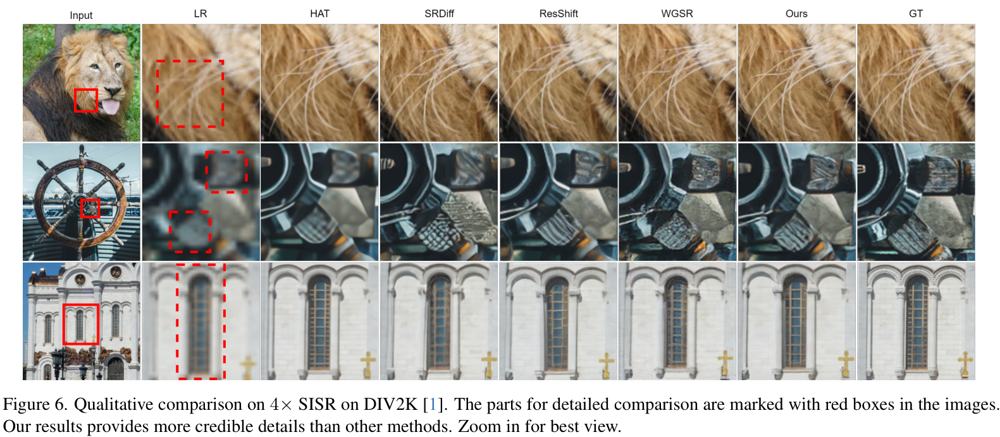 Input LR HAT SRDiff ResShift WGSR Ours GT
Figure 6. Qualitative comparison on 4× SISR on DIV2K [1]. The parts for detailed comparison are marked with red boxes in the images.
Our results provides more credible details than other methods. Zoom in for best view.